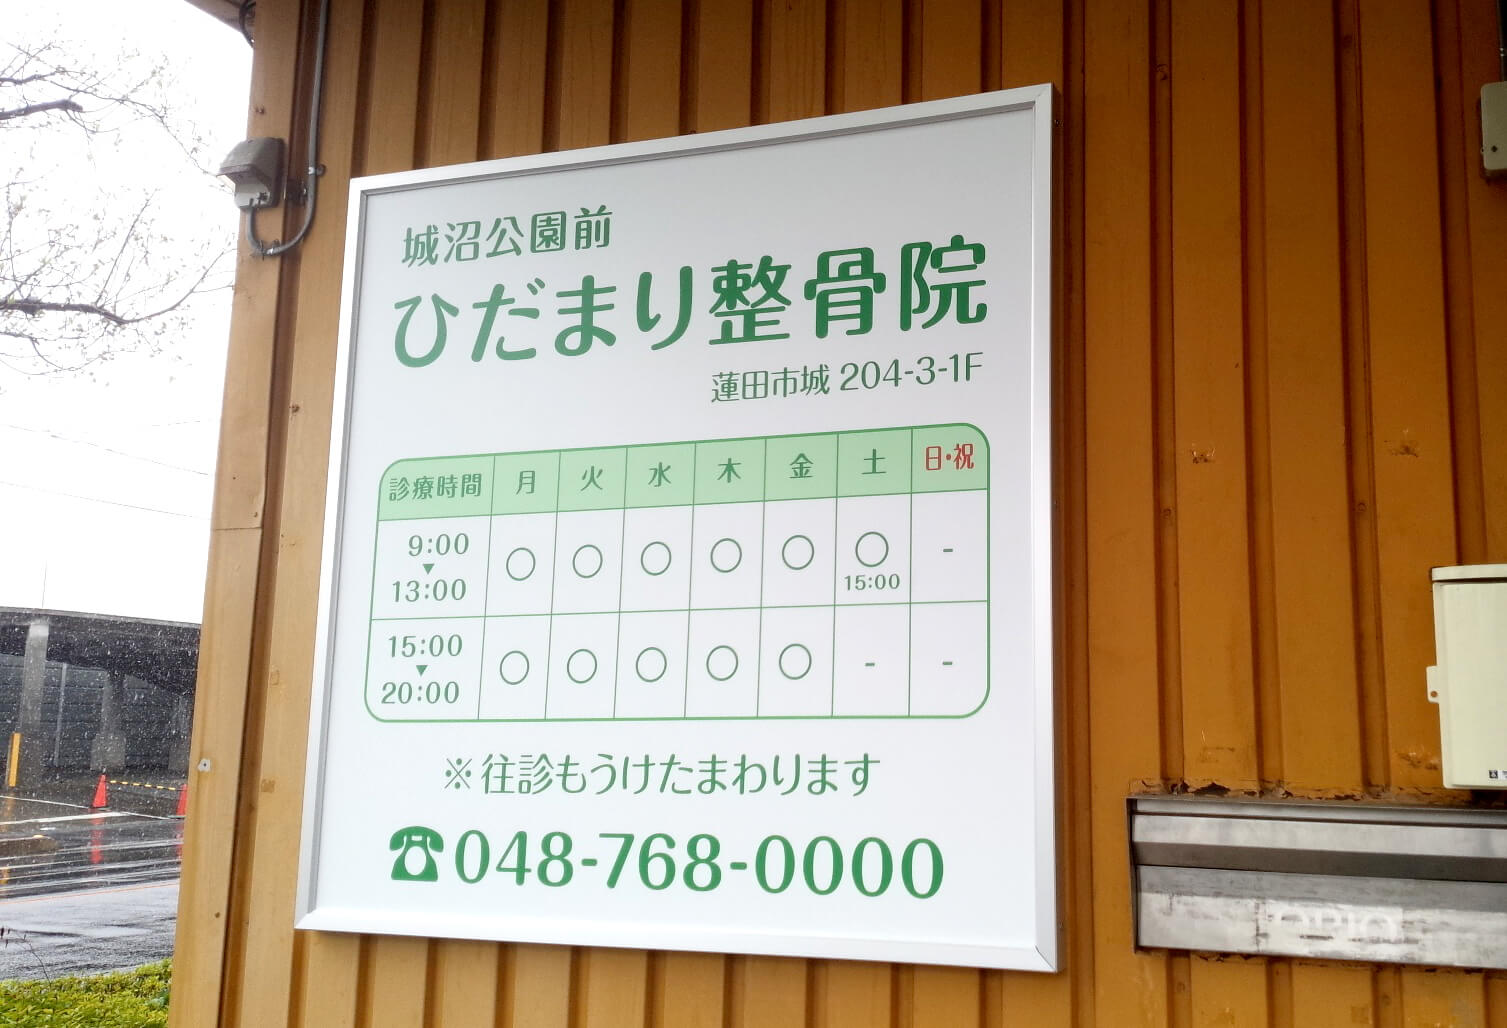 城沼公園前
ひだまり整骨院
蓮田市城 204-3-1F
診療時間 月 火 水 木 金 土 日・祝
9:00▼13:00 ○ ○ ○ ○ ○ ○15:00 -
15:00▼20:00 ○ ○ ○ ○ ○ - -
※往診もうけたまわります
☎048-768-0000